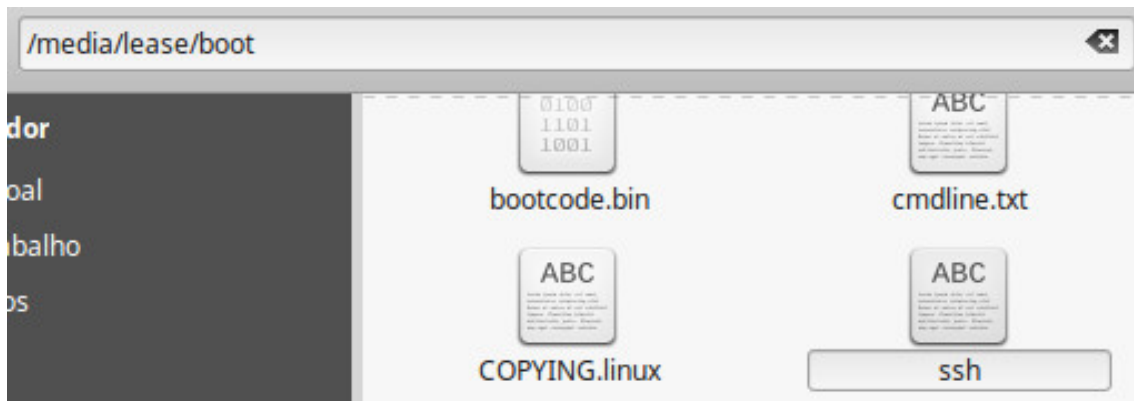 /media/lease/boot
dor
oal
abalho
os
0100
1101
1001
bootcode.bin
ABC
cmdline.txt
ABC
COPYING.linux
ABC
ssh